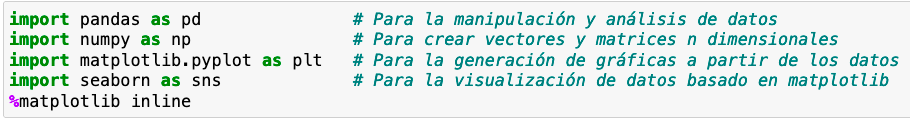 import pandas as pd # Para la manipulación y análisis de datos
import numpy as np # Para crear vectores y matrices n dimensionales
import matplotlib.pyplot as plt # Para la generación de gráficas a partir de los datos
import seaborn as sns # Para la visualización de datos basado en matplotlib
%matplotlib inline